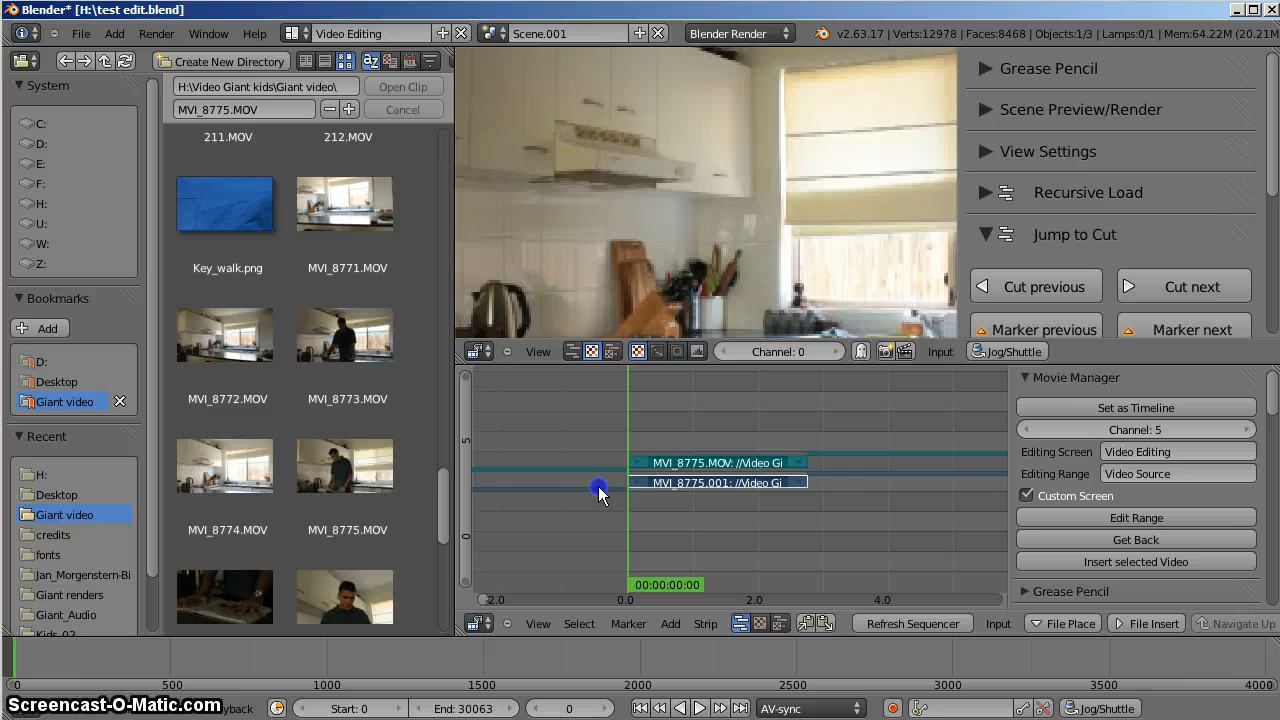 Blender* [H:\test edit.blend]
File Add Render Window Help Video Editing Scene.001 Blender Render v2.63.17 | Verts:12978 | Faces:8468 | Objects:1/3 | Lamps:0/1 | Mem:64.22M (20.21M
Create New Directory
System
C:
D:
E:
F:
H:
U:
W:
Z:
Bookmarks
Add
D:
Desktop
Giant video
Recent
H:
Desktop
Giant video
credits
fonts
Jan_Morgenstern-Bi
Giant renders
Giant_Audio
Kids_02
H:\Video Giant kids\Giant video\ Open Clip
MVI_8775.MOV Cancel
211.MOV 212.MOV
Key_walk.png MVI_8771.MOV
MVI_8772.MOV MVI_8773.MOV
MVI_8774.MOV MVI_8775.MOV
Grease Pencil
Scene Preview/Render
View Settings
Recursive Load
Jump to Cut
Cut previous Cut next
Marker previous Marker next
View Channel: 0 Input Jog/Shuttle
5
0
MVI_8775.MOV: //Video Gi
MVI_8775.001: //Video Gi
00:00:00:00
-2.0 0.0 2.0 4.0
Movie Manager
Set as Timeline
Channel: 5
Editing Screen Video Editing
Editing Range Video Source
Custom Screen
Edit Range
Get Back
Insert selected Video
Grease Pencil
View Select Marker Add Strip Refresh Sequencer Input File Place File Insert Navigate Up
0 500 1000 1500 2000 2500 3000 3500 4000
Screencast-O-Matic.com
yback Start: 0 End: 30063 0 AV-sync Jog/Shuttle